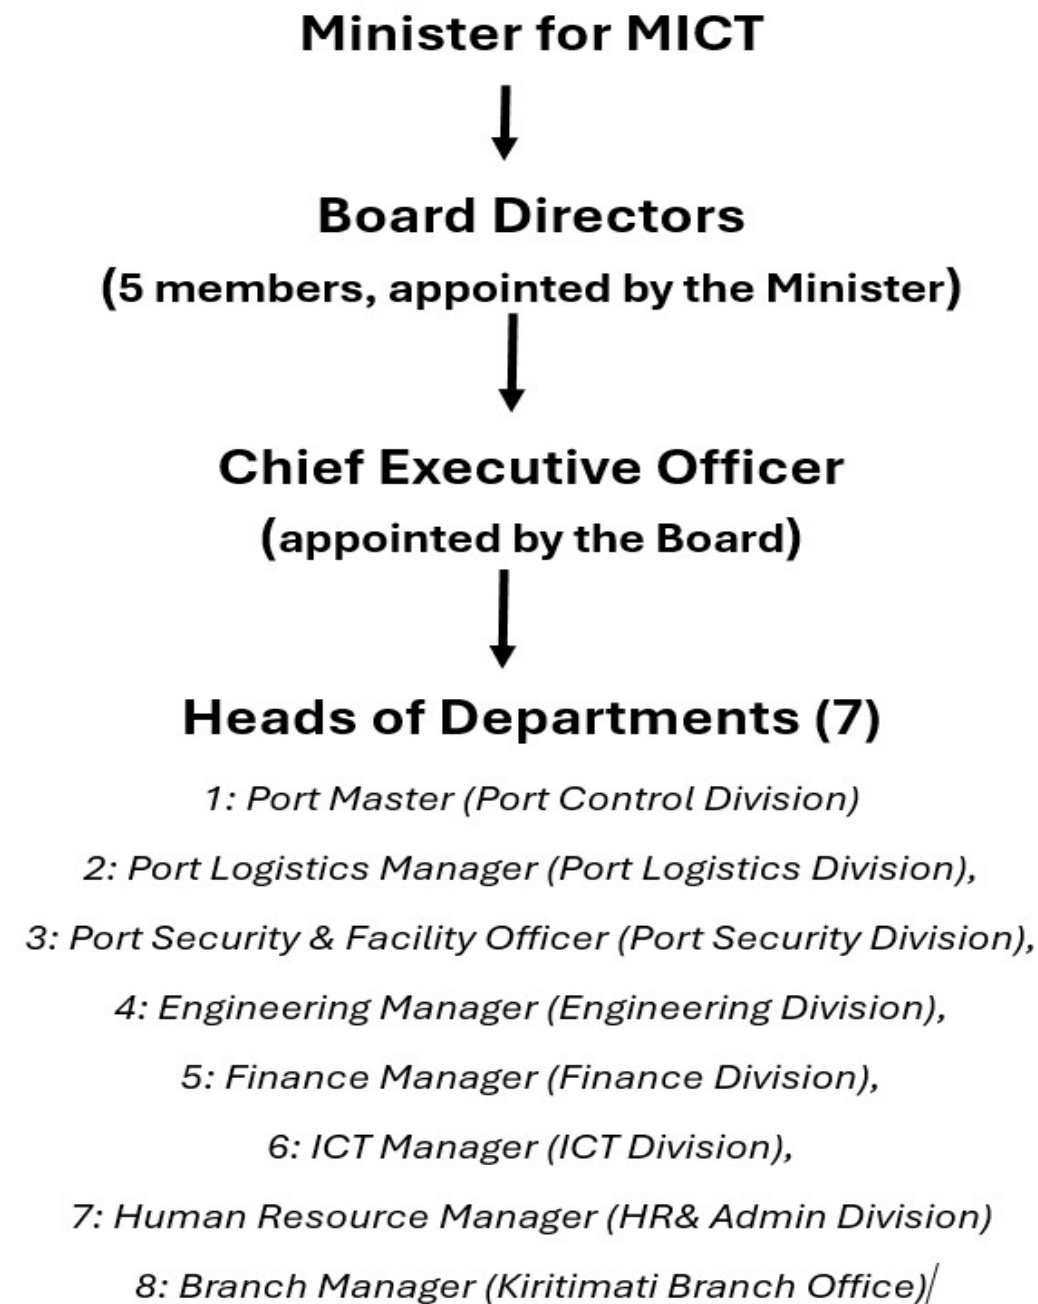 Minister for MICT
Board Directors
(5 members, appointed by the Minister)
Chief Executive Officer
(appointed by the Board)
Heads of Departments (7)
1: Port Master (Port Control Division)
2: Port Logistics Manager (Port Logistics Division),
3: Port Security & Facility Officer (Port Security Division),
4: Engineering Manager (Engineering Division),
5: Finance Manager (Finance Division),
6: ICT Manager (ICT Division),
7: Human Resource Manager (HR& Admin Division)
8: Branch Manager (Kiritimati Branch Office)